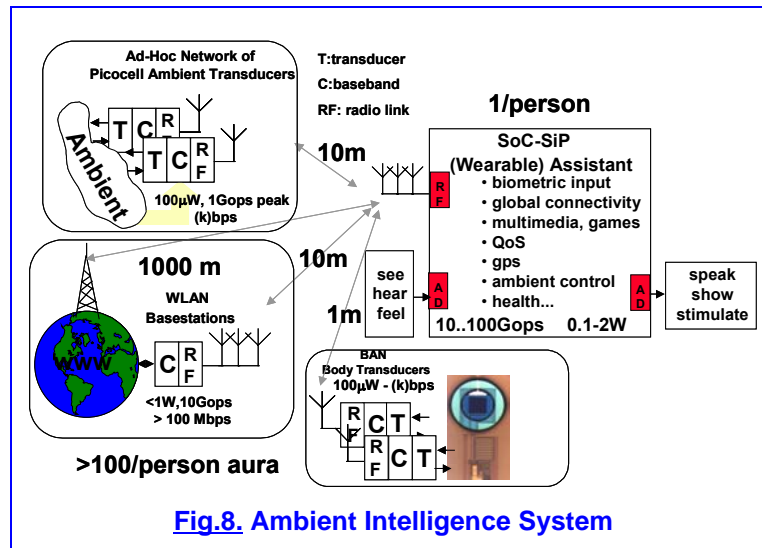 Ad-Hoc Network of
Picocell Ambient Transducers
T C R F
T C R F
Ambient
100µW, 1Gops peak
(k)bps
T:transducer
C:baseband
RF: radio link
10m
1/person
SoC-SiP
(Wearable) Assistant
• biometric input
• global connectivity
• multimedia, games
• QoS
• gps
• ambient control
• health...
10..100Gops 0.1-2W
R F
A D
A D
see
hear
feel
speak
show
stimulate
1000 m
10m
1m
WLAN
Basestations
www
C R F
<1W,10Gops
> 100 Mbps
>100/person aura
BAN
Body Transducers
100µW - (k)bps
R F C T
R F C T
Fig.8. Ambient Intelligence System